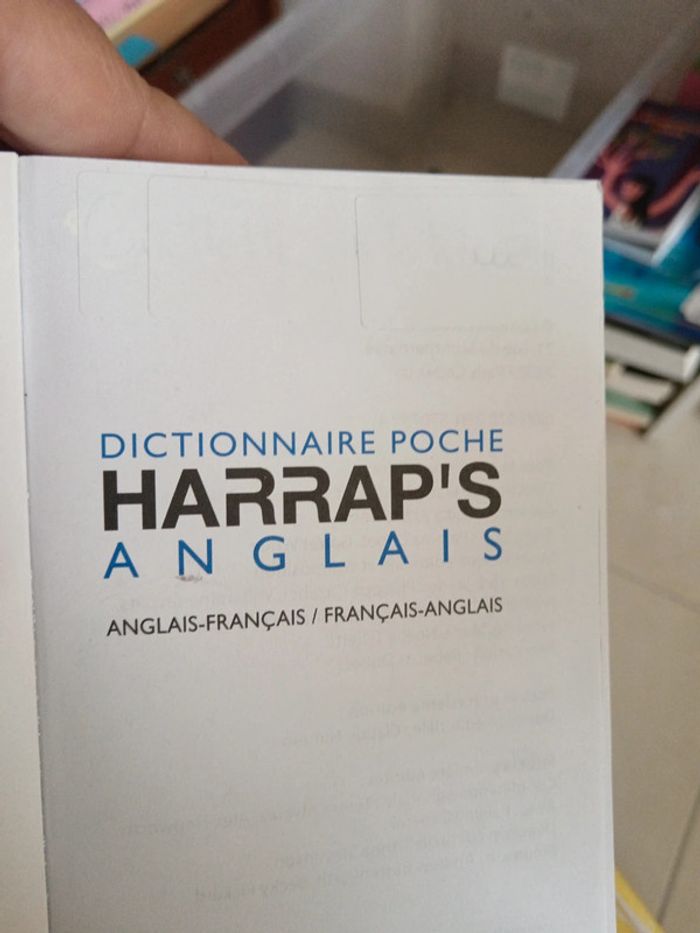 DICTIONNAIRE POCHE
HARRAP'S
ANGLAIS
ANGLAIS-FRANÇAIS / FRANÇAIS-ANGLAIS